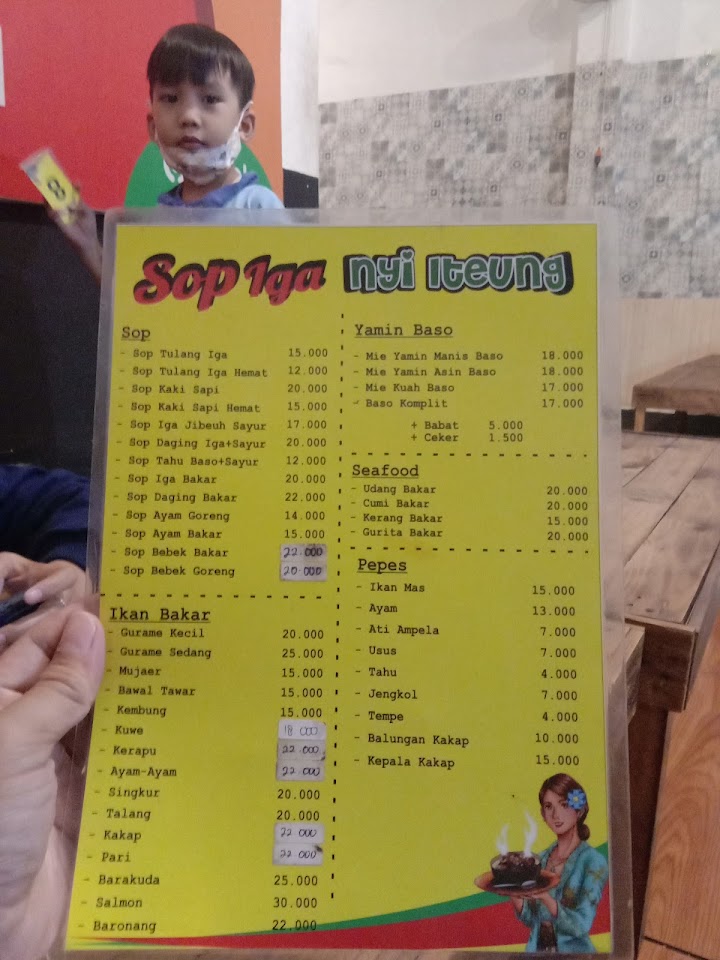 8
Sop Iga nyi iteung
Sop
- Sop Tulang Iga 15.000
- Sop Tulang Iga Hemat 12.000
- Sop Kaki Sapi 20.000
- Sop Kaki Sapi Hemat 15.000
- Sop Iga Jibeuh Sayur 17.000
- Sop Daging Iga+Sayur 20.000
- Sop Tahu Baso+Sayur 12.000
- Sop Iga Bakar 20.000
- Sop Daging Bakar 22.000
- Sop Ayam Goreng 14.000
- Sop Ayam Bakar 15.000
- Sop Bebek Bakar 22.000
- Sop Bebek Goreng 20.000
Ikan Bakar
- Gurame Kecil 20.000
- Gurame Sedang 25.000
- Mujaer 15.000
- Bawal Tawar 15.000
- Kembung 15.000
- Kuwe 18.000
- Kerapu 22.000
- Ayam-Ayam 22.000
- Singkur 20.000
- Talang 20.000
- Kakap 22.000
- Pari 22.000
- Barakuda 25.000
- Salmon 30.000
- Baronang 22.000
Yamin Baso
- Mie Yamin Manis Baso 18.000
- Mie Yamin Asin Baso 18.000
- Mie Kuah Baso 17.000
- Baso Komplit 17.000
+ Babat 5.000
+ Ceker 1.500
Seafood
- Udang Bakar 20.000
- Cumi Bakar 20.000
- Kerang Bakar 15.000
- Gurita Bakar 20.000
Pepes
- Ikan Mas 15.000
- Ayam 13.000
- Ati Ampela 7.000
- Usus 7.000
- Tahu 4.000
- Jengkol 7.000
- Tempe 4.000
- Balungan Kakap 10.000
- Kepala Kakap 15.000